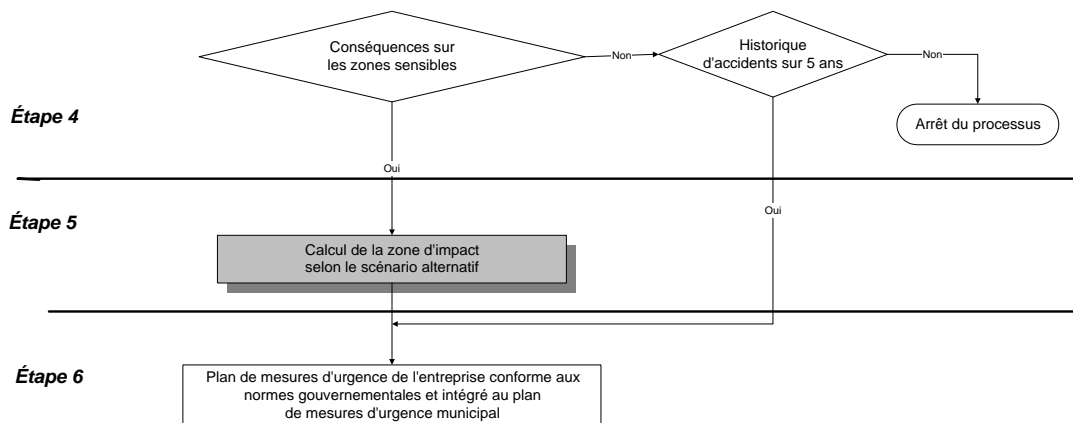 Conséquences sur
les zones sensibles
Non
Historique
d'accidents sur 5 ans
Non
Étape 4
Arrêt du processus
Oui
Étape 5
Oui
Calcul de la zone d'impact
selon le scénario alternatif
Étape 6
Plan de mesures d'urgence de l'entreprise conforme aux
normes gouvernementales et intégré au plan
de mesures d'urgence municipal